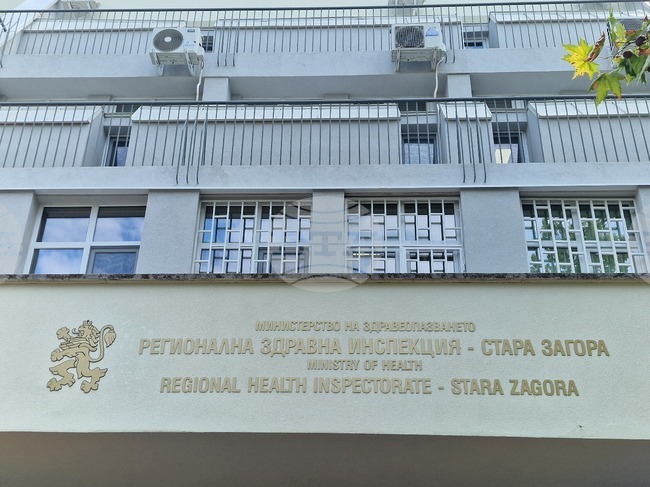 МИНИСТЕРСТВО НА ЗДРАВЕОПАЗВАНЕТО
РЕГИОНАЛНА ЗДРАВНА ИНСПЕКЦИЯ - СТАРА ЗАГОРА
MINISTRY OF HEALTH
REGIONAL HEALTH INSPECTORATE - STARA ZAGORA